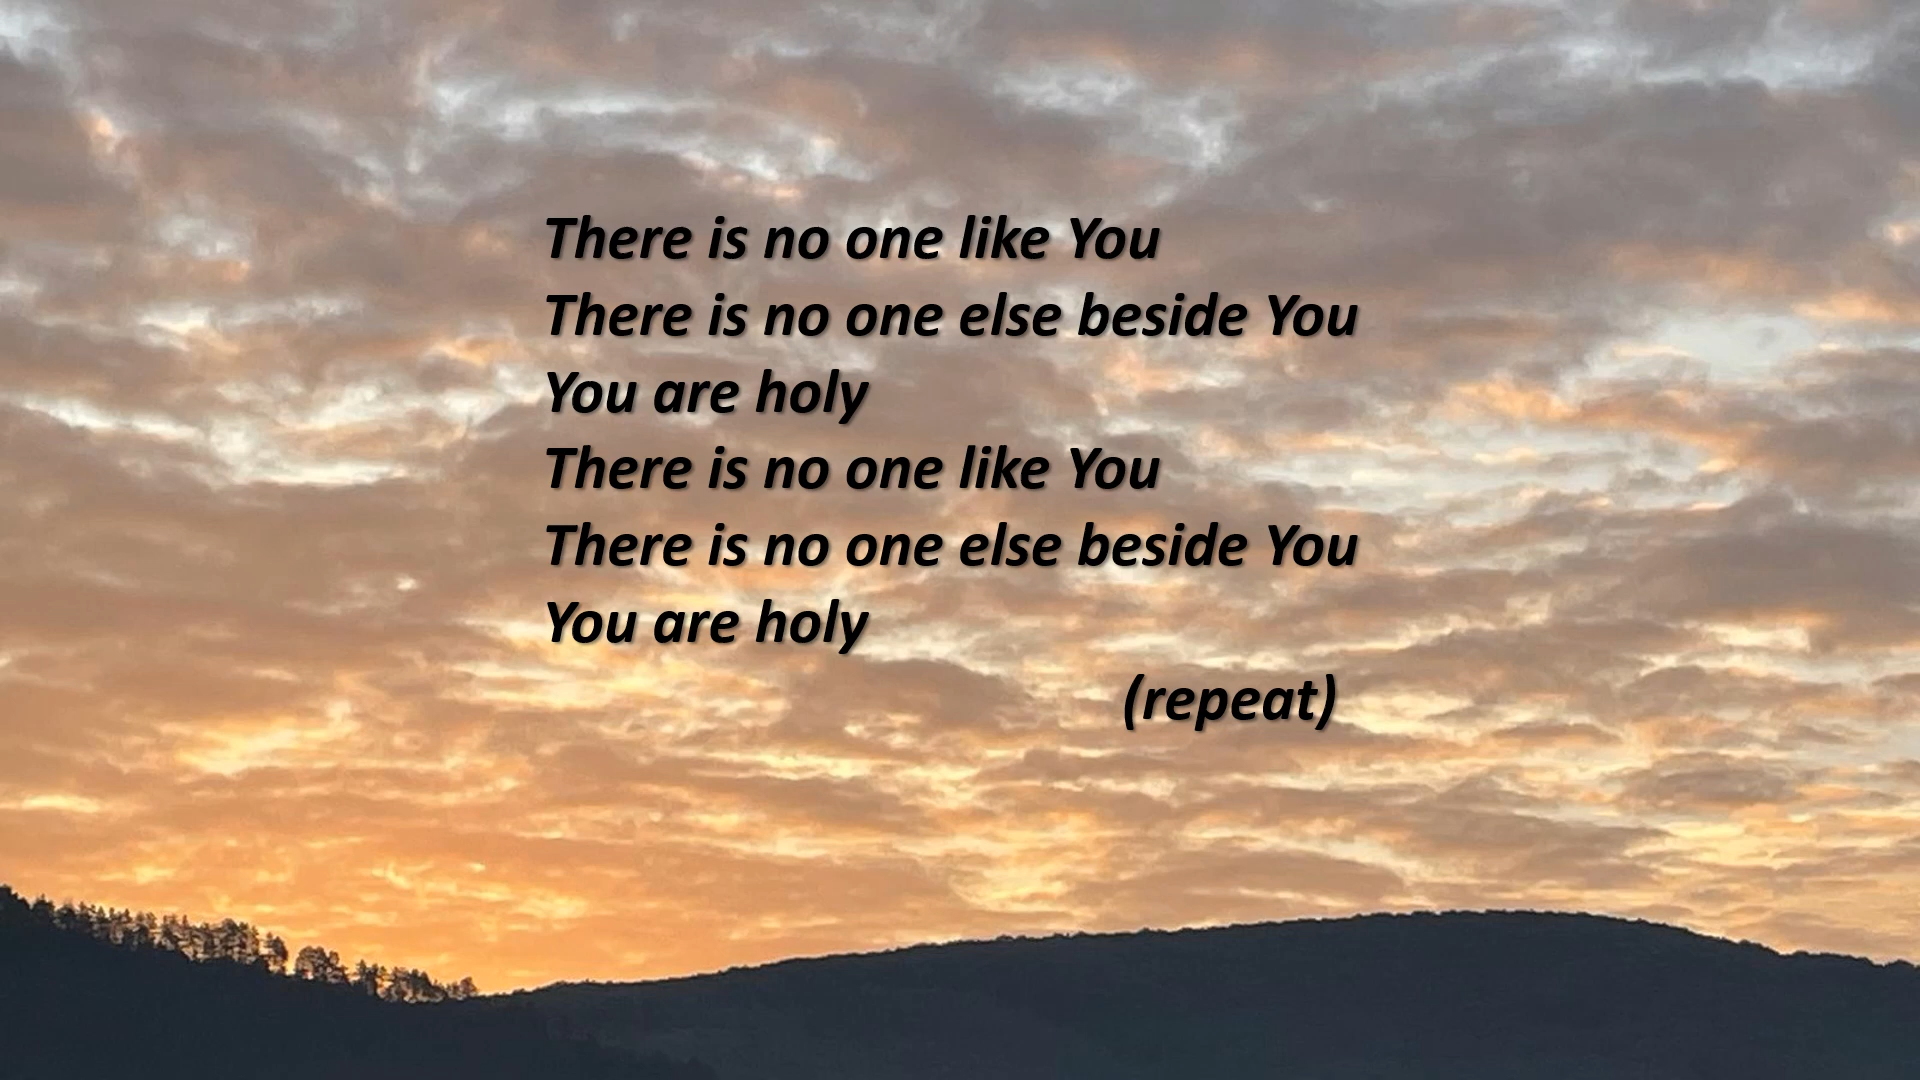 There is no one like You
There is no one else beside You
You are holy
There is no one like You
There is no one else beside You
You are holy
(repeat)